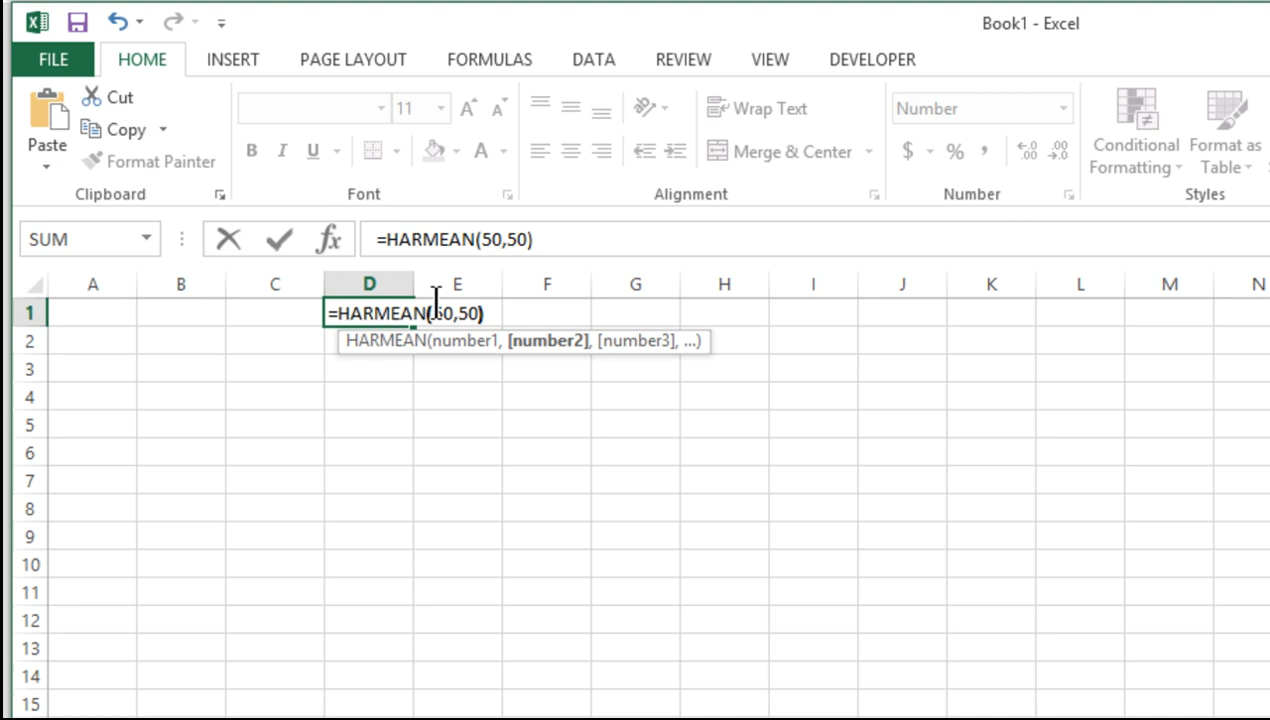 Book1 - Excel
FILE HOME INSERT PAGE LAYOUT FORMULAS DATA REVIEW VIEW DEVELOPER
Cut
Copy
Format Painter
Paste
Clipboard
11
B I U A
Font
Wrap Text
Merge & Center
Alignment
Number
$ % ,
Number
Conditional Formatting
Format as Table
Styles
SUM fx =HARMEAN(50,50)
A B C D E F G H I J K L M N
1 =HARMEAN(50,50)
HARMEAN(number1, [number2], [number3], ...)
2
3
4
5
6
7
8
9
10
11
12
13
14
15